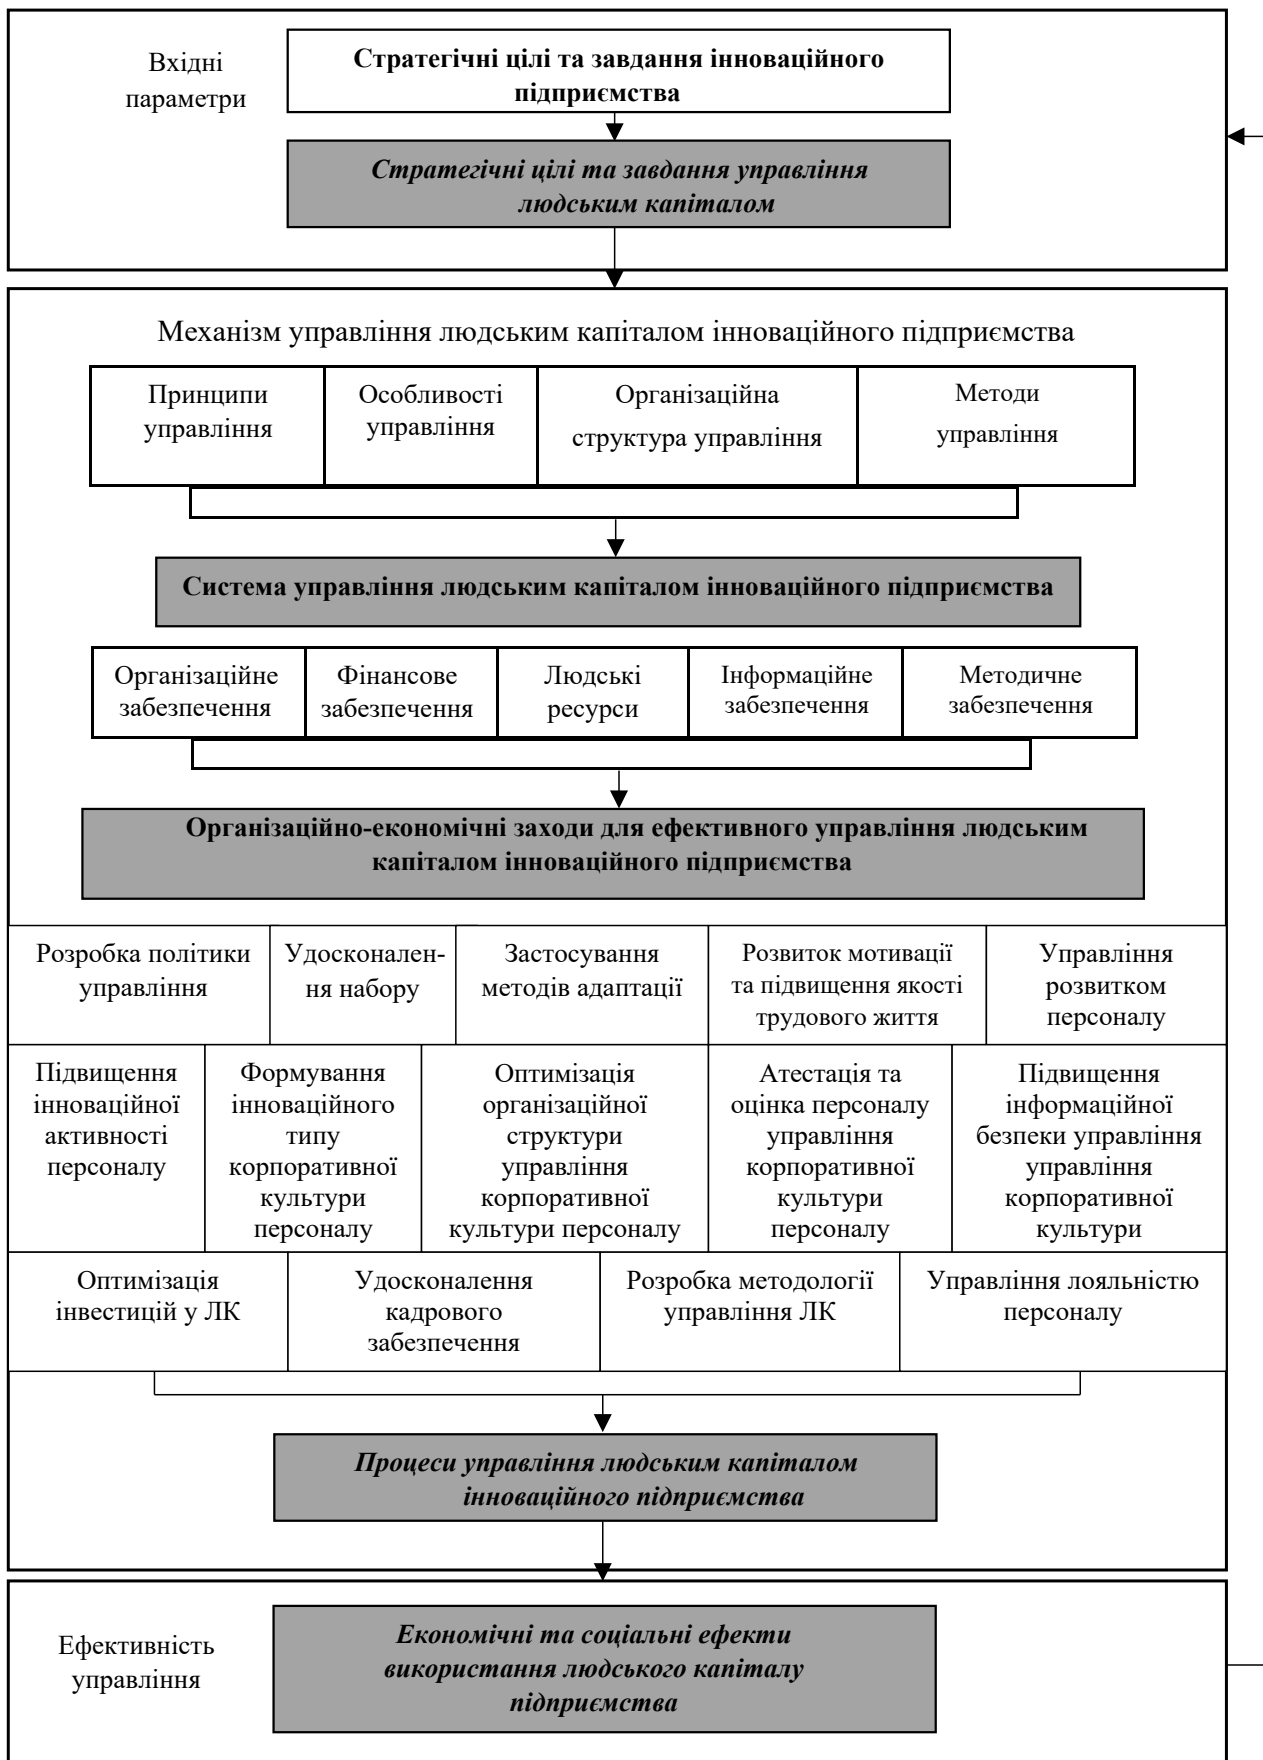 Вхідні
параметри
Стратегічні цілі та завдання інноваційного
підприємства
Стратегічні цілі та завдання управління
людським капіталом
Механізм управління людським капіталом інноваційного підприємства
Принципи
управління
Особливості
управління
Організаційна
структура управління
Методи
управління
Система управління людським капіталом інноваційного підприємства
Організаційне
забезпечення
Фінансове
забезпечення
Людські
ресурси
Інформаційне
забезпечення
Методичне
забезпечення
Організаційно-економічні заходи для ефективного управління людським
капіталом інноваційного підприємства
Розробка політики
управління
Удосконален-
ня набору
Застосування
методів адаптації
Розвиток мотивації
та підвищення якості
трудового життя
Управління
розвитком
персоналу
Підвищення
інноваційної
активності
персоналу
Формування
інноваційного
типу
корпоративної
культури
персоналу
Оптимізація
організаційної
структури
управління
корпоративної
культури персоналу
Атестація та
оцінка персоналу
управління
корпоративної
культури
персоналу
Підвищення
інформаційної
безпеки управління
управління
корпоративної
культури
Оптимізація
інвестицій у ЛК
Удосконалення
кадрового
забезпечення
Розробка методології
управління ЛК
Управління лояльністю
персоналу
Процеси управління людським капіталом
інноваційного підприємства
Ефективність
управління
Економічні та соціальні ефекти
використання людського капіталу
підприємства